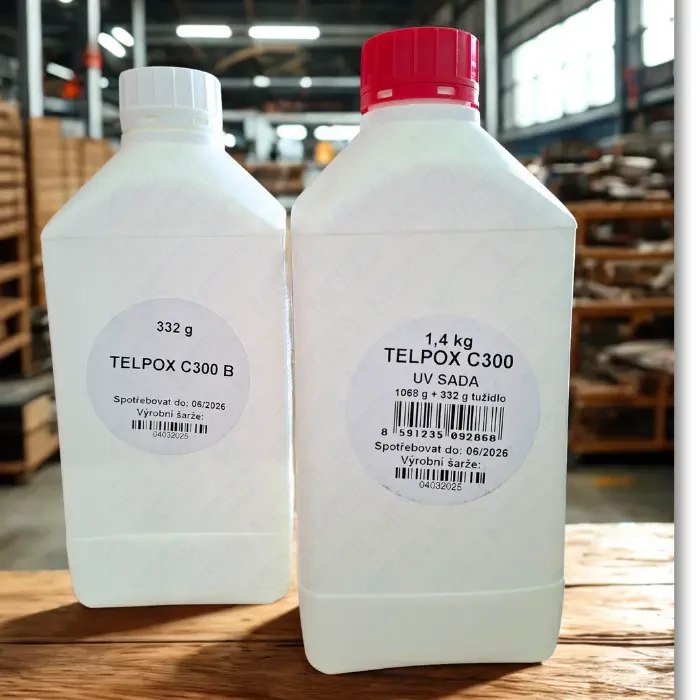 332 g
TELPOX C300 B
Spotřebovat do: 06/2026
Výrobní šarže:
04032025
1,4 kg
TELPOX C300
UV SADA
1068 g + 332 g tužidlo
8 591235 092868
Spotřebovat do: 06/2026
Výrobní šarže:
04032025